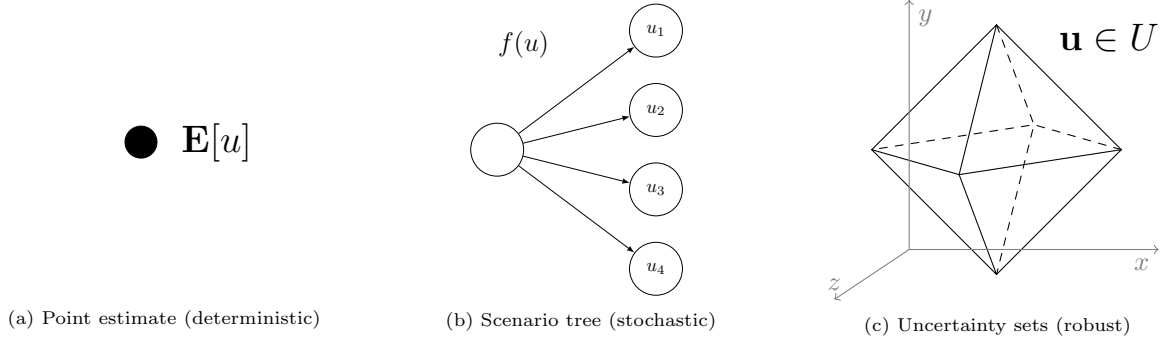 E[u]
(a) Point estimate (deterministic)
f(u)
u₁
u₂
u₃
u₄
(b) Scenario tree (stochastic)
y
u ∈ U
x
z
(c) Uncertainty sets (robust)